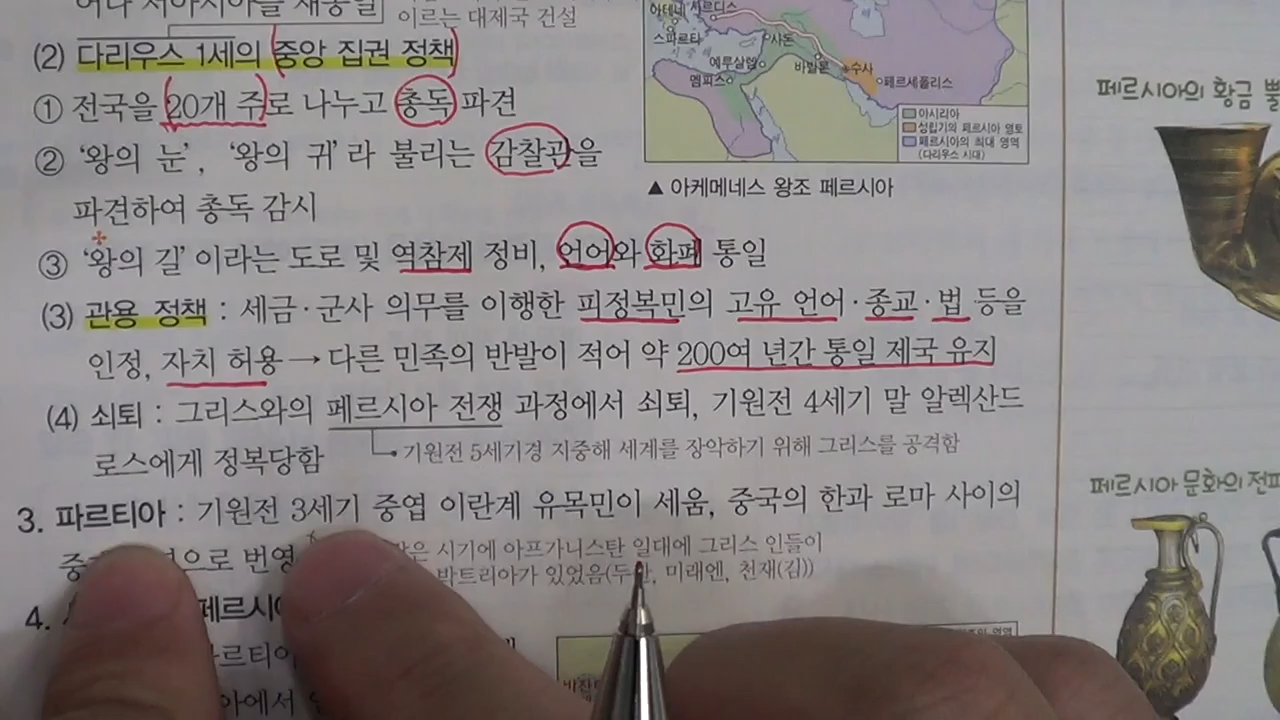 이르는 대제국 건설
(2) 다리우스 1세의 중앙 집권 정책
① 전국을 20개 주로 나누고 총독 파견
② ‘왕의 눈’, ‘왕의 귀’라 불리는 감찰관을
파견하여 총독 감시
③ ‘왕의 길’이라는 도로 및 역참제 정비, 언어와 화폐 통일
(3) 관용 정책 : 세금·군사 의무를 이행한 피정복민의 고유 언어·종교·법 등을
인정, 자치 허용 → 다른 민족의 반발이 적어 약 200여 년간 통일 제국 유지
(4) 쇠퇴 : 그리스와의 페르시아 전쟁 과정에서 쇠퇴, 기원전 4세기 말 알렉산드
로스에게 정복당함
기원전 5세기경 지중해 세계를 장악하기 위해 그리스를 공격함
3. 파르티아 : 기원전 3세기 중엽 이란계 유목민이 세움, 중국의 한과 로마 사이의
으로 번영
시기에 아프가니스탄 일대에 그리스 인들이
박트리아가 있었음(두산, 미래엔, 천재(김))
4.
페르시
아에서
아테네
사르디스
스파르타
지중해
사돈
예루살렘
바빌론
수사
멤피스
페르세폴리스
아시리아
성립기의 페르시아 영토
페르시아의 최대 영역
(다리우스 시대)
▲ 아케메네스 왕조 페르시아
페르시아의 황금 뿔
페르시아 문화의 전파